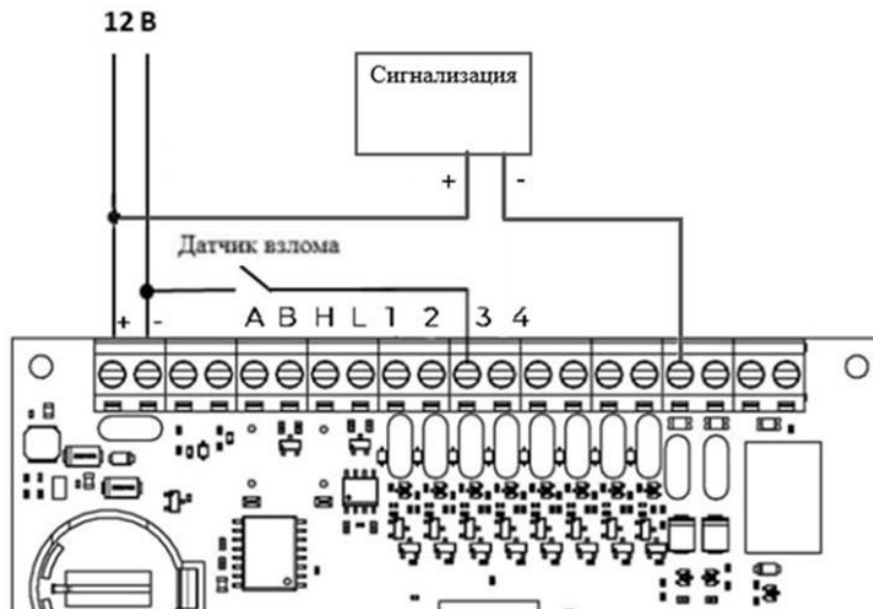 12 В
Сигнализация
+ -
Датчик взлома
+ - A B H L 1 2 3 4